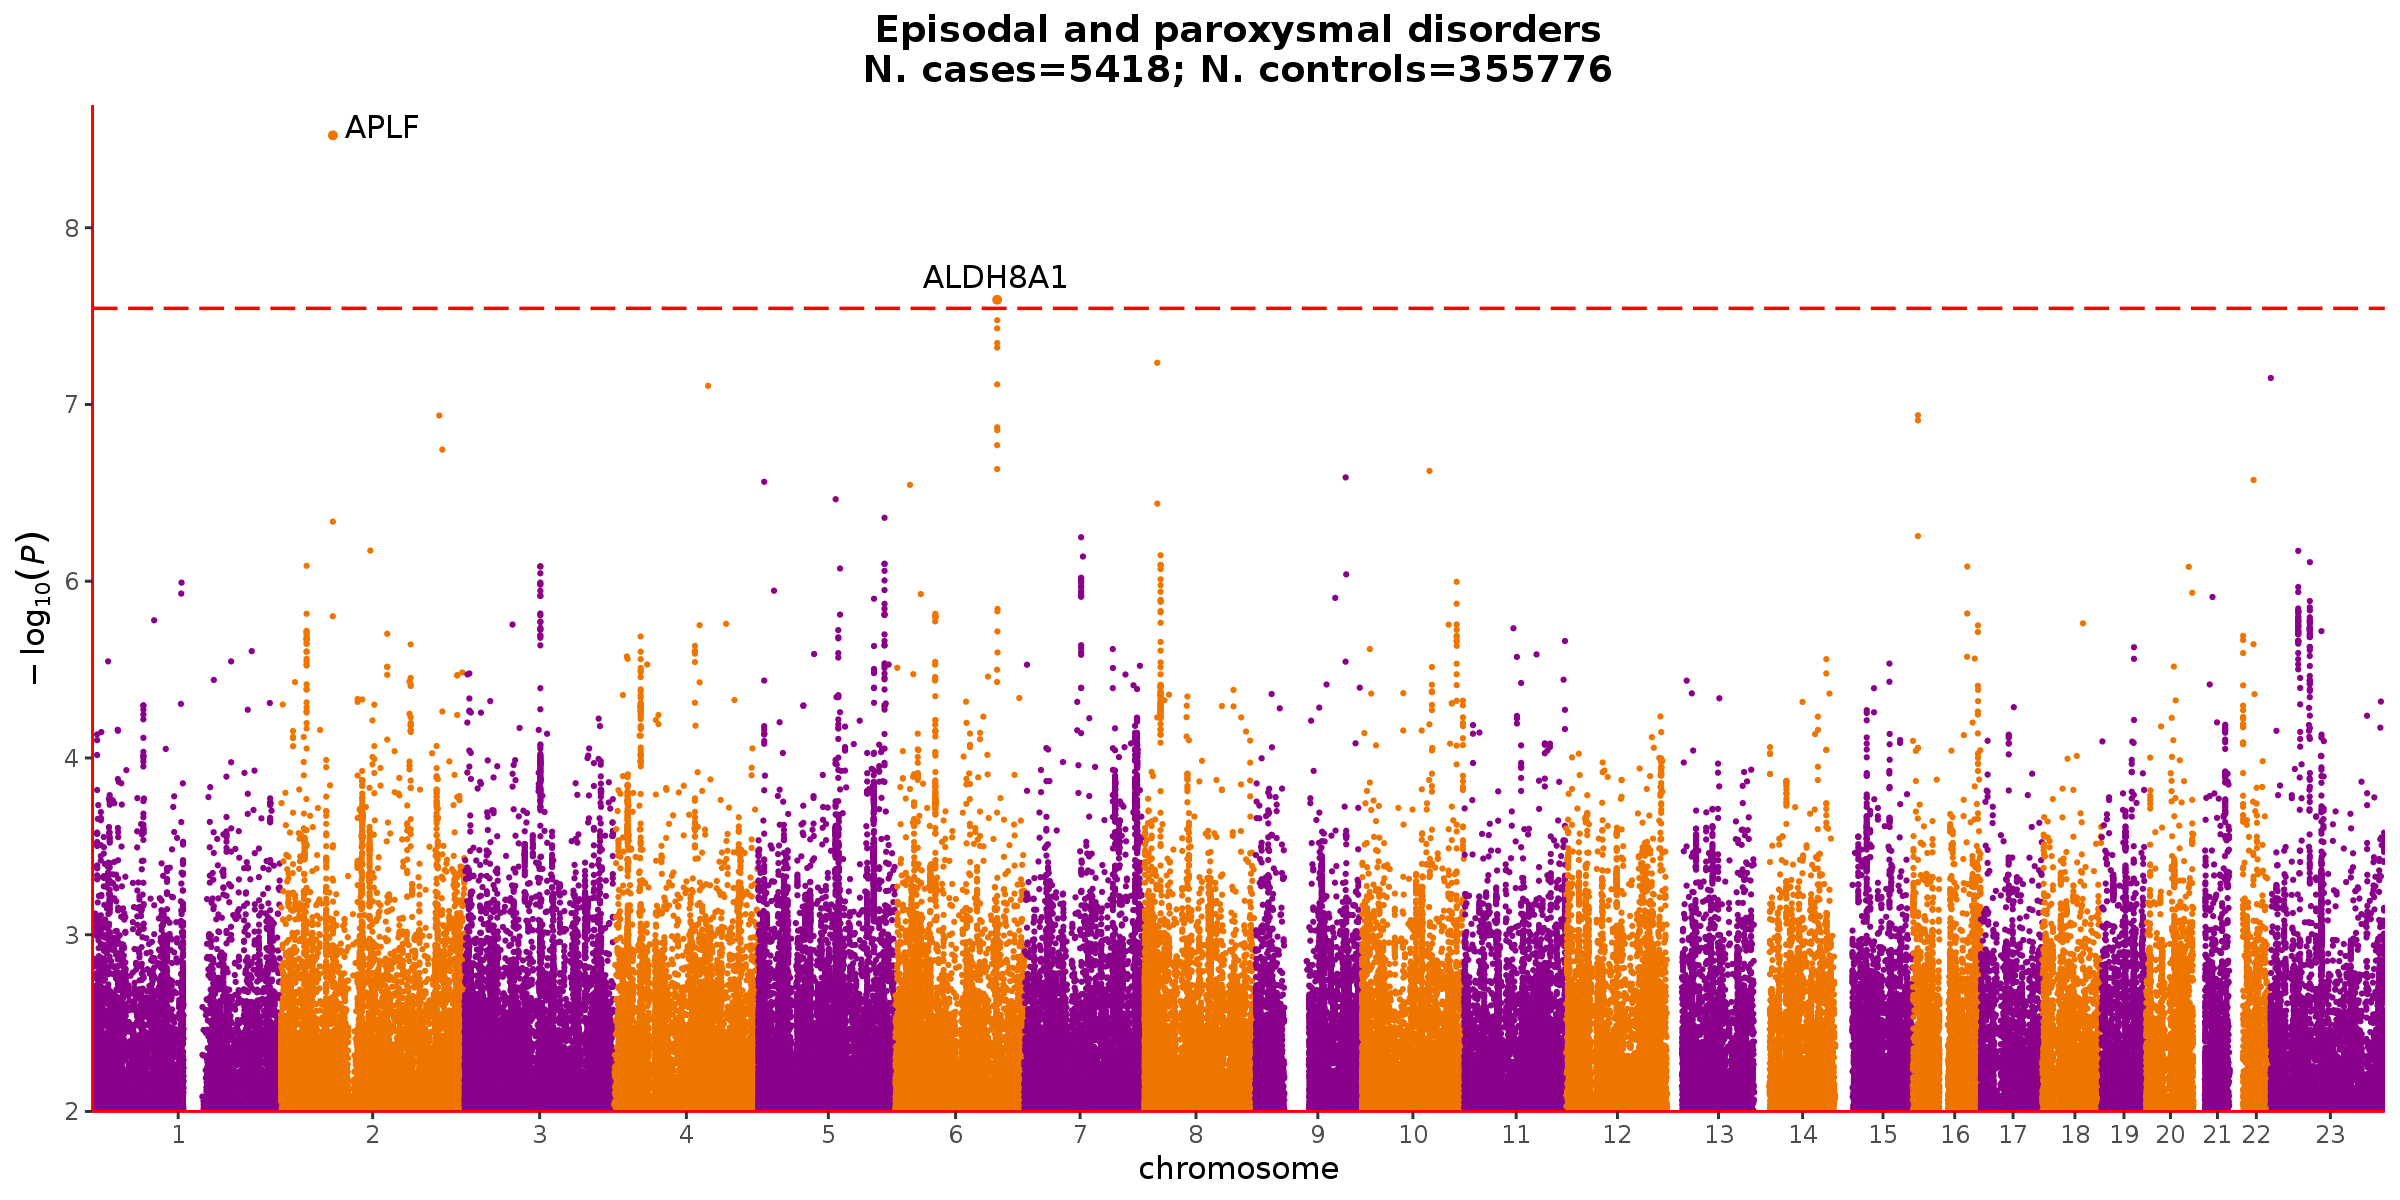 Episodal and paroxysmal disorders
N. cases=5418; N. controls=355776
APLF
8
ALDH8A1
7
6
−log10(P)
5
4
3
2
1 2 3 4 5 6 7 8 9 10 11 12 13 14 15 16 17 18 19 20 21 22 23
chromosome